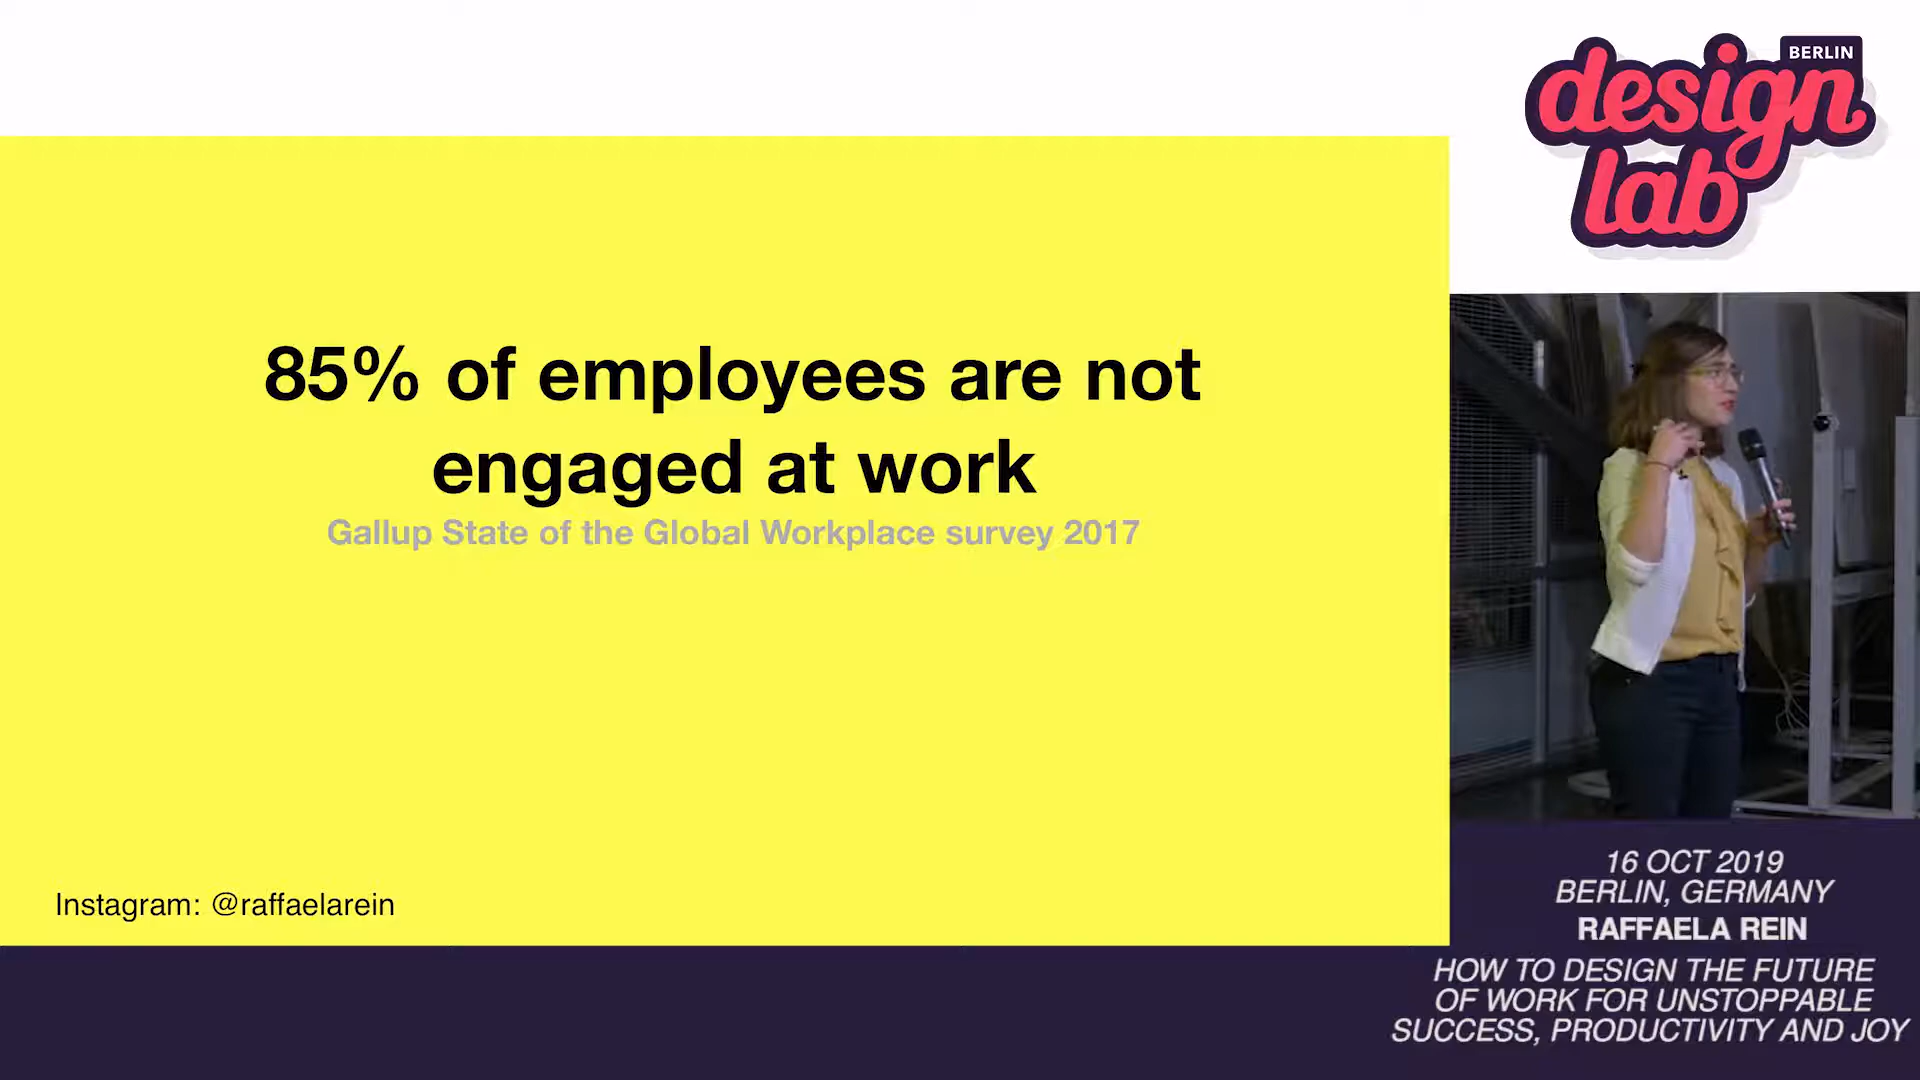 85% of employees are not
engaged at work
Gallup State of the Global Workplace survey 2017
Instagram: @raffaelarein
BERLIN
design
lab
16 OCT 2019
BERLIN, GERMANY
RAFFAELA REIN
HOW TO DESIGN THE FUTURE
OF WORK FOR UNSTOPPABLE
SUCCESS, PRODUCTIVITY AND JOY